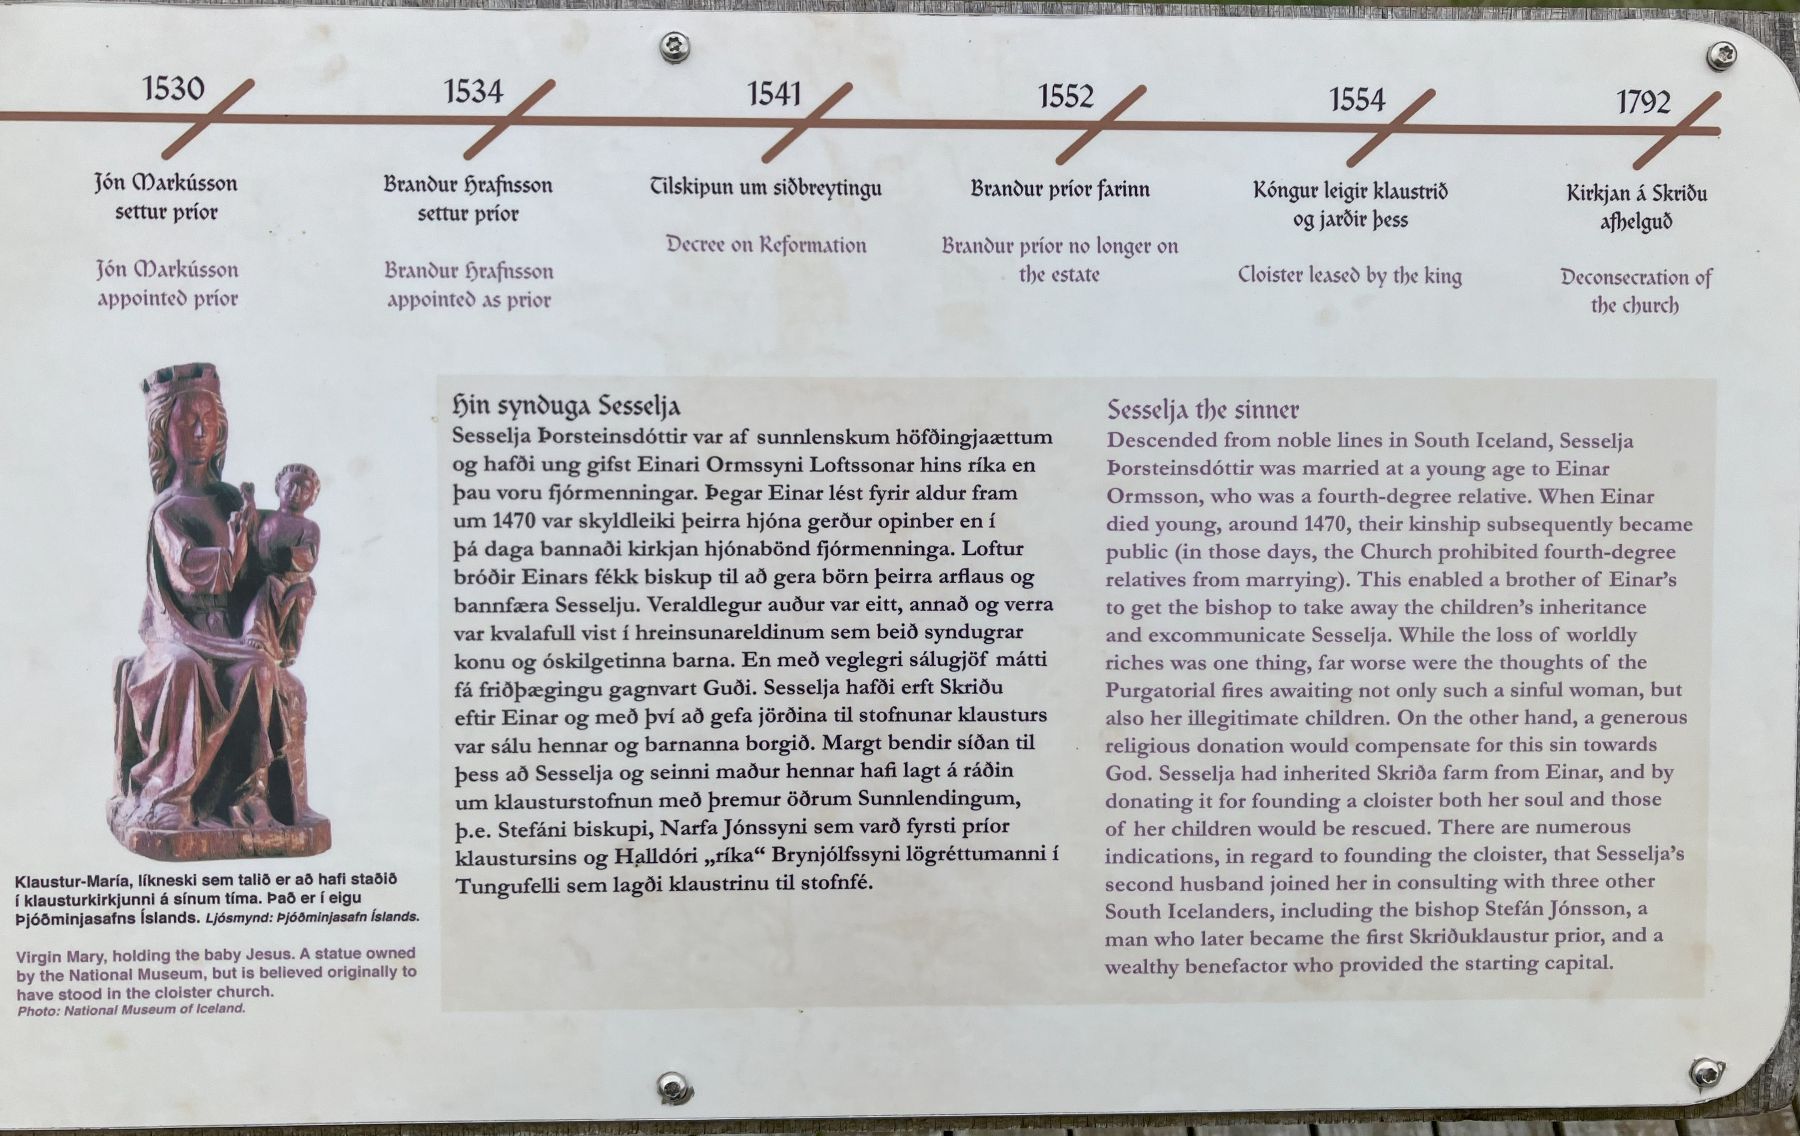 1530
Jón Markússon
settur príor
Jón Markússon
appointed príor
1534
Brandur Hrafnsson
settur príor
Brandur Hrafnsson
appointed as prior
1541
Tilskipun um siðbreytingu
Decree on Reformation
1552
Brandur príor farinn
Brandur príor no longer on
the estate
1554
Kóngur leigir klaustrið
og jarðir þess
Cloister leased by the king
1792
Kirkjan á Skriðu
afhelguð
Deconsecration of
the church
Klaustur-María, líkneski sem talið er að hafi staðið
í klausturkirkjunni á sínum tíma. Það er í eigu
Þjóðminjasafns Íslands. Ljósmynd: Þjóðminjasafn Íslands.
Virgin Mary, holding the baby Jesus. A statue owned
by the National Museum, but is believed originally to
have stood in the cloister church.
Photo: National Museum of Iceland.
Hin synduga Sesselja
Sesselja Þorsteinsdóttir var af sunnlenskum höfðingjaættum
og hafði ung gifst Einari Ormssyni Loftssonar hins ríka en
þau voru fjórmenningar. Þegar Einar lést fyrir aldur fram
um 1470 var skyldleiki þeirra hjóna gerður opinber en í
þá daga bannaði kirkjan hjónabönd fjórmenninga. Loftur
bróðir Einars fékk biskup til að gera börn þeirra arflaus og
bannfæra Sesselju. Veraldlegur auður var eitt, annað og verra
var kvalafull vist í hreinsunareldinum sem beið syndugrar
konu og óskilgetinna barna. En með veglegri sálugjöf mátti
fá friðþægingu gagnvart Guði. Sesselja hafði erft Skriðu
eftir Einar og með því að gefa jörðina til stofnunar klausturs
var sálu hennar og barnanna borgið. Margt bendir síðan til
þess að Sesselja og seinni maður hennar hafi lagt á ráðin
um klausturstofnun með þremur öðrum Sunnlendingum,
þ.e. Stefáni biskupi, Narfa Jónssyni sem varð fyrsti príor
klaustursins og Halldóri „ríka“ Brynjólfssyni lögréttumanni í
Tungufelli sem lagði klaustrinu til stofnfé.
Sesselja the sinner
Descended from noble lines in South Iceland, Sesselja
Þorsteinsdóttir was married at a young age to Einar
Ormsson, who was a fourth-degree relative. When Einar
died young, around 1470, their kinship subsequently became
public (in those days, the Church prohibited fourth-degree
relatives from marrying). This enabled a brother of Einar’s
to get the bishop to take away the children’s inheritance
and excommunicate Sesselja. While the loss of worldly
riches was one thing, far worse were the thoughts of the
Purgatorial fires awaiting not only such a sinful woman, but
also her illegitimate children. On the other hand, a generous
religious donation would compensate for this sin towards
God. Sesselja had inherited Skriða farm from Einar, and by
donating it for founding a cloister both her soul and those
of her children would be rescued. There are numerous
indications, in regard to founding the cloister, that Sesselja’s
second husband joined her in consulting with three other
South Icelanders, including the bishop Stefán Jónsson, a
man who later became the first Skriðuklaustur prior, and a
wealthy benefactor who provided the starting capital.